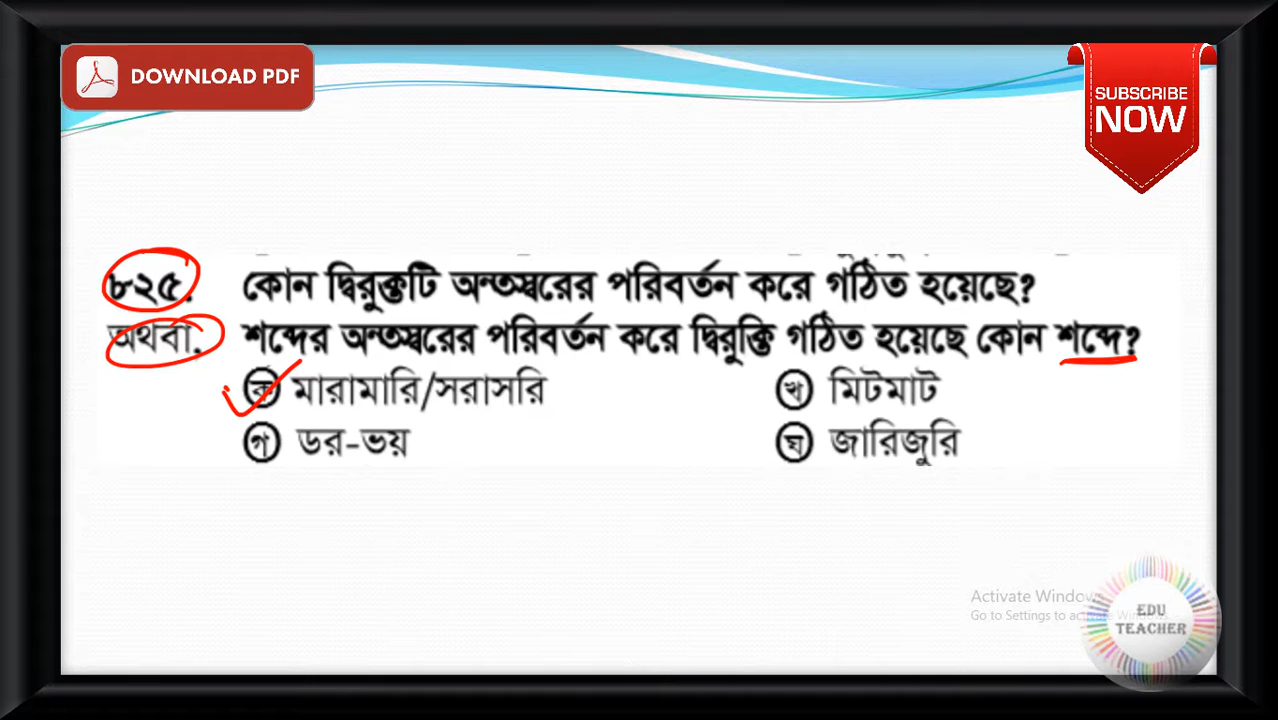 DOWNLOAD PDF
SUBSCRIBE
NOW
৮২৫. কোন দ্বিরুক্তটি অন্তস্বরের পরিবর্তন করে গঠিত হয়েছে?
অথবা. শব্দের অন্তস্বরের পরিবর্তন করে দ্বিরুক্তি গঠিত হয়েছে কোন শব্দে?
ক মারামারি/সরাসরি খ মিটমাট
গ ডর-ভয় ঘ জারিজুরি
Activate Windows
Go to Settings to activate Windows.
EDU
TEACHER